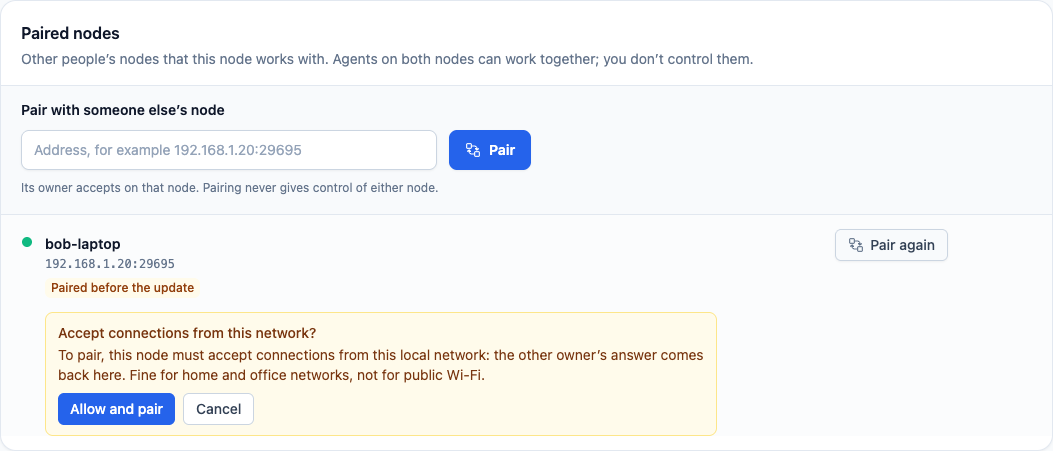 Paired nodes
Other people’s nodes that this node works with. Agents on both nodes can work together; you don’t control them.
Pair with someone else’s node
Address, for example 192.168.1.20:29695
Pair
Its owner accepts on that node. Pairing never gives control of either node.
bob-laptop
Pair again
192.168.1.20:29695
Paired before the update
Accept connections from this network?
To pair, this node must accept connections from this local network: the other owner’s answer comes
back here. Fine for home and office networks, not for public Wi-Fi.
Allow and pair
Cancel